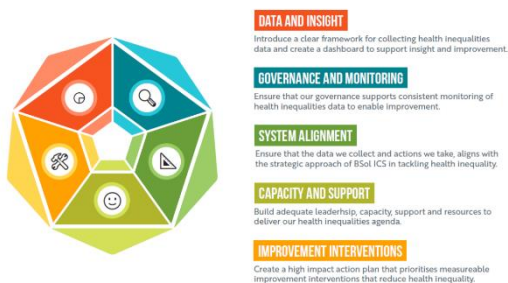 DATA AND INSIGHT
Introduce a clear framework for collecting health inequalities
data and create a dashboard to support insight and improvement.
GOVERNANCE AND MONITORING
Ensure that our governance supports consistent monitoring of
health inequalities data to enable improvement.
SYSTEM ALIGNMENT
Ensure that the data we collect and actions we take, aligns with
the strategic approach of BSol ICS in tackling health inequality.
CAPACITY AND SUPPORT
Build adequate leaderhsip, capacity, support and resources to
deliver our health inequalities agenda.
IMPROVEMENT INTERVENTIONS
Create a high impact action plan that prioritises measureable
improvement interventions that reduce health inequality.